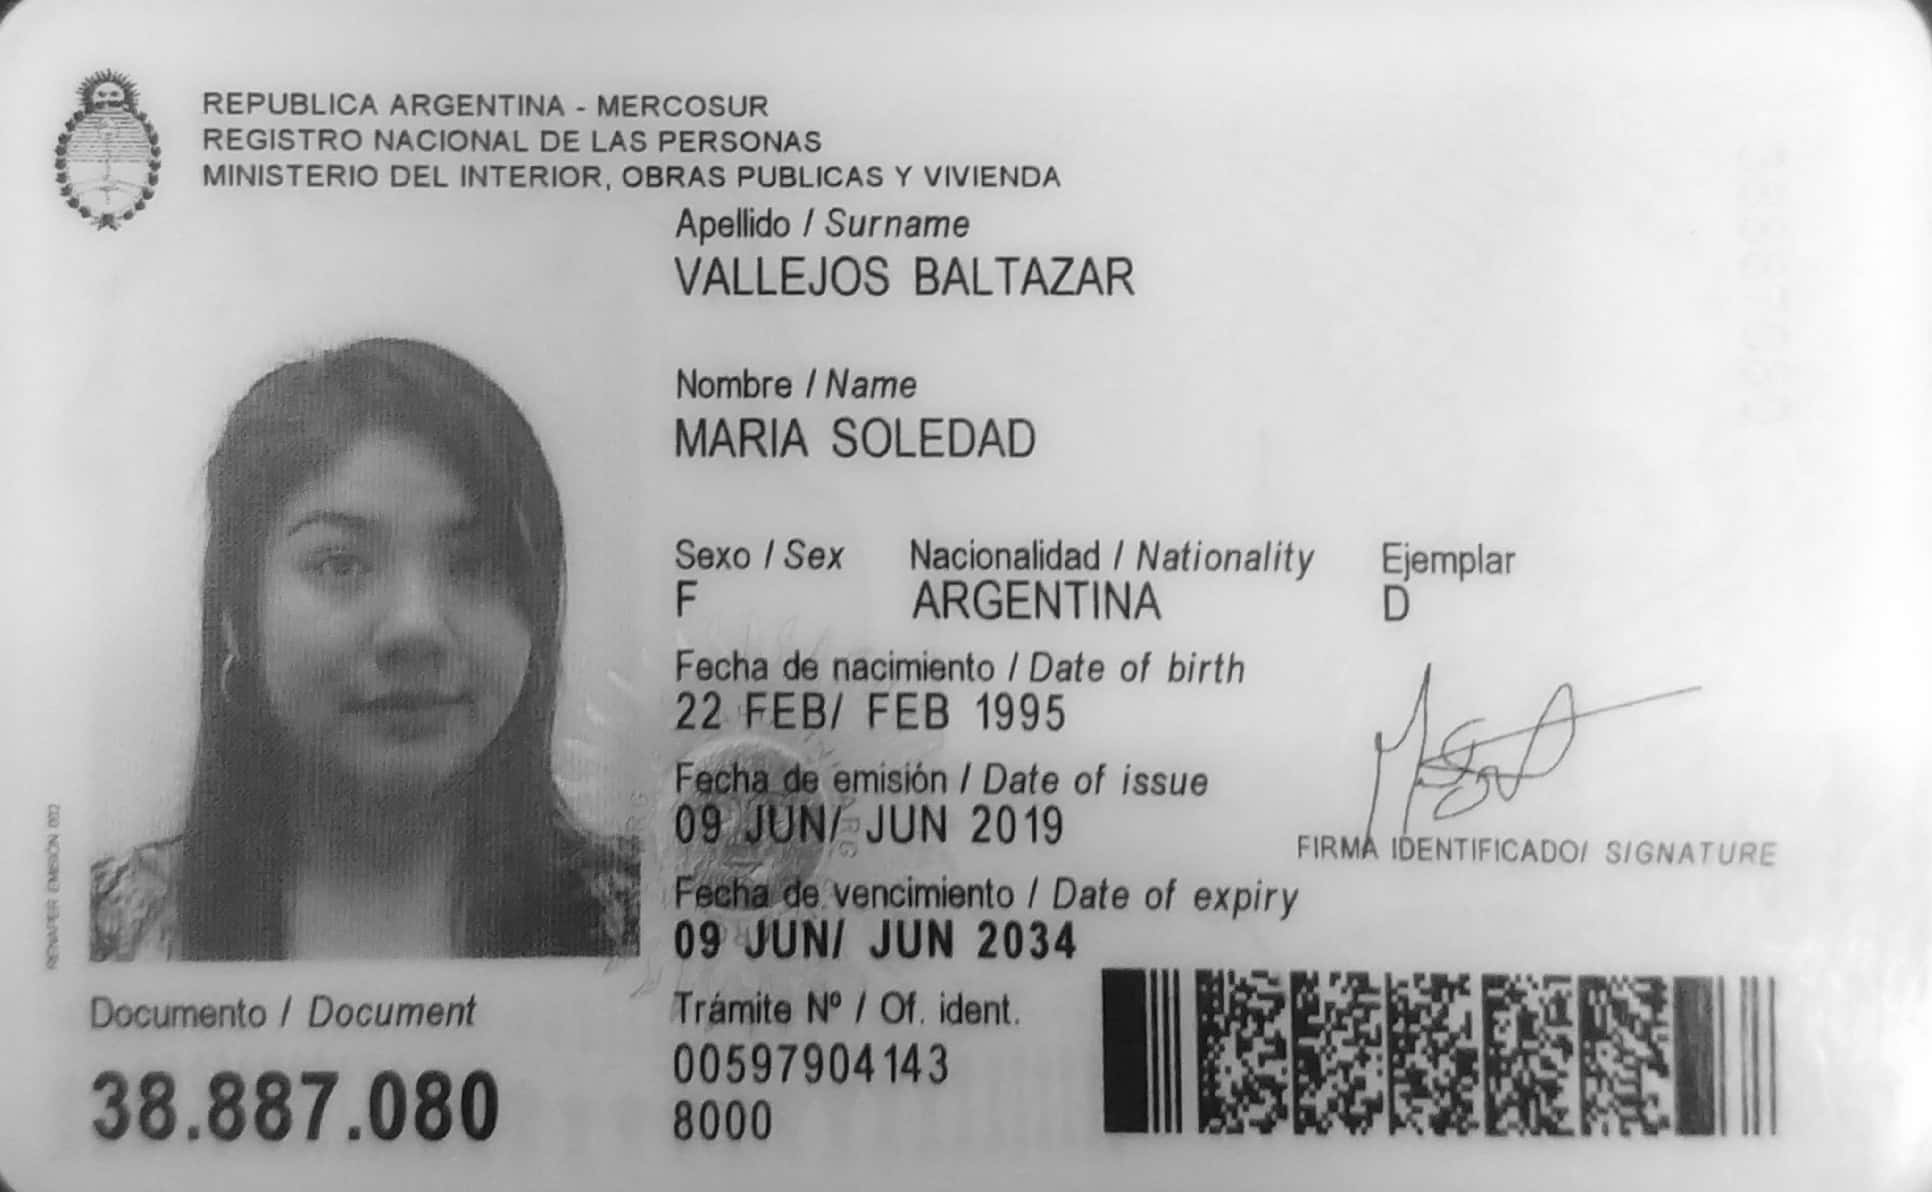 REPUBLICA ARGENTINA - MERCOSUR
REGISTRO NACIONAL DE LAS PERSONAS
MINISTERIO DEL INTERIOR, OBRAS PUBLICAS Y VIVIENDA
Apellido / Surname
VALLEJOS BALTAZAR
Nombre / Name
MARIA SOLEDAD
Sexo / Sex Nacionalidad / Nationality Ejemplar
F ARGENTINA D
Fecha de nacimiento / Date of birth
22 FEB/ FEB 1995
Fecha de emisión / Date of issue
09 JUN/ JUN 2019
FIRMA IDENTIFICADO/ SIGNATURE
Fecha de vencimiento / Date of expiry
09 JUN/ JUN 2034
Documento / Document
38.887.080
Trámite Nº / Of. ident.
00597904143
8000
RENAPER EMISION 002